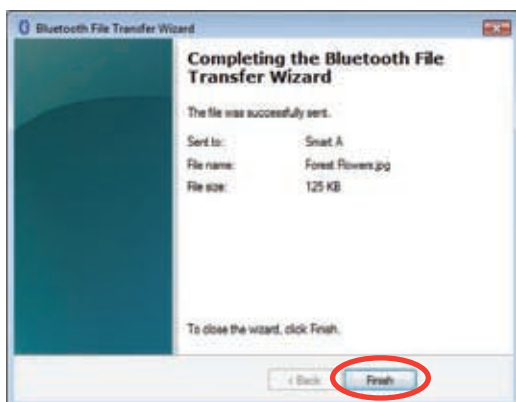 Bluetooth File Transfer Wizard
Completing the Bluetooth File
Transfer Wizard
The file was successfully sent.
Sent to: Smart A
File name: Forest Flowers.jpg
File size: 125 KB
To close the wizard, click Finish.
< Back Finish